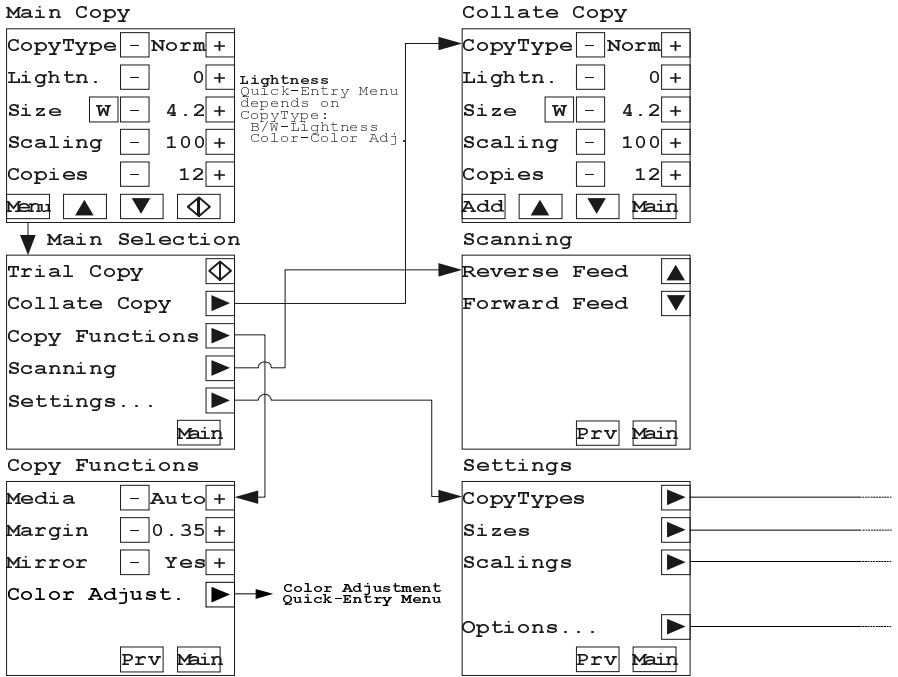 Main Copy
CopyType - Norm +
Lightn. - 0 +
Size W - 4.2 +
Scaling - 100 +
Copies - 12 +
Menu
Lightness
Quick-Entry Menu
depends on
CopyType:
B/W-Lightness
Color-Color Adj.
Collate Copy
CopyType - Norm +
Lightn. - 0 +
Size W - 4.2 +
Scaling - 100 +
Copies - 12 +
Add Main
Main Selection
Trial Copy
Collate Copy
Copy Functions
Scanning
Settings...
Main
Scanning
Reverse Feed
Forward Feed
Prv Main
Copy Functions
Media - Auto +
Margin - 0.35 +
Mirror - Yes +
Color Adjust.
Prv Main
Color Adjustment
Quick-Entry Menu
Settings
CopyTypes
Sizes
Scalings
Options...
Prv Main